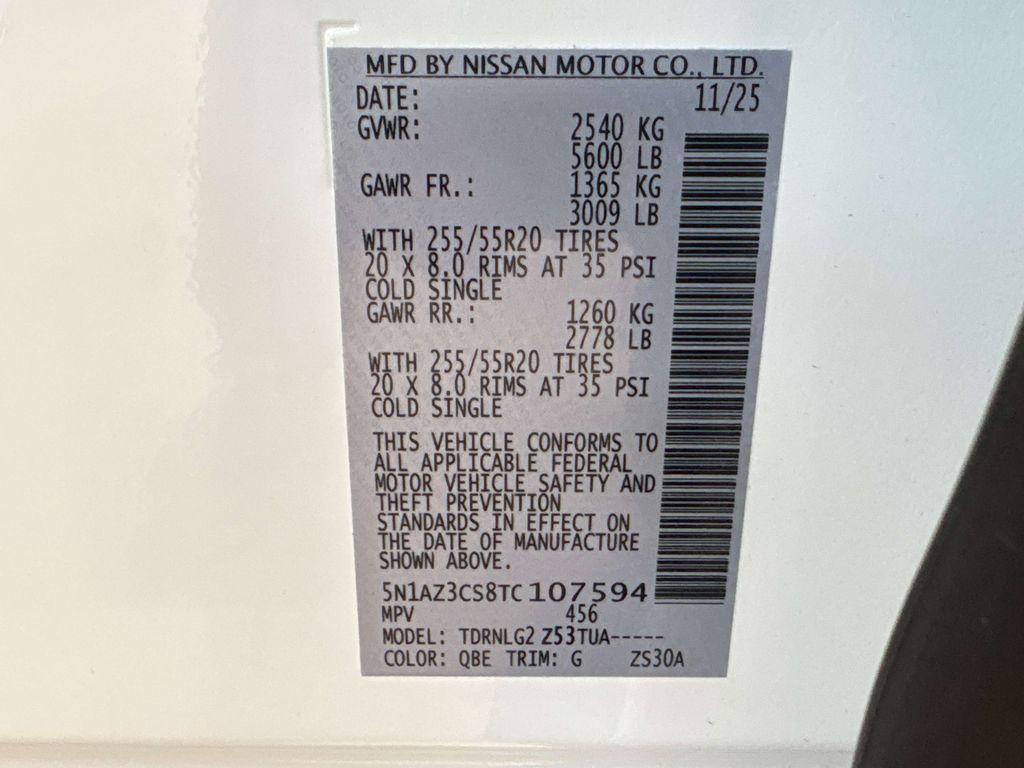 MFD BY NISSAN MOTOR CO., LTD.
DATE: 11/25
GVWR: 2540 KG
5600 LB
GAWR FR.: 1365 KG
3009 LB
WITH 255/55R20 TIRES
20 X 8.0 RIMS AT 35 PSI
COLD SINGLE
GAWR RR.: 1260 KG
2778 LB
WITH 255/55R20 TIRES
20 X 8.0 RIMS AT 35 PSI
COLD SINGLE
THIS VEHICLE CONFORMS TO
ALL APPLICABLE FEDERAL
MOTOR VEHICLE SAFETY AND
THEFT PREVENTION
STANDARDS IN EFFECT ON
THE DATE OF MANUFACTURE
SHOWN ABOVE.
5N1AZ3CS8TC107594
MPV 456
MODEL: TDRNLG2 Z53TUA-----
COLOR: QBE TRIM: G ZS30A